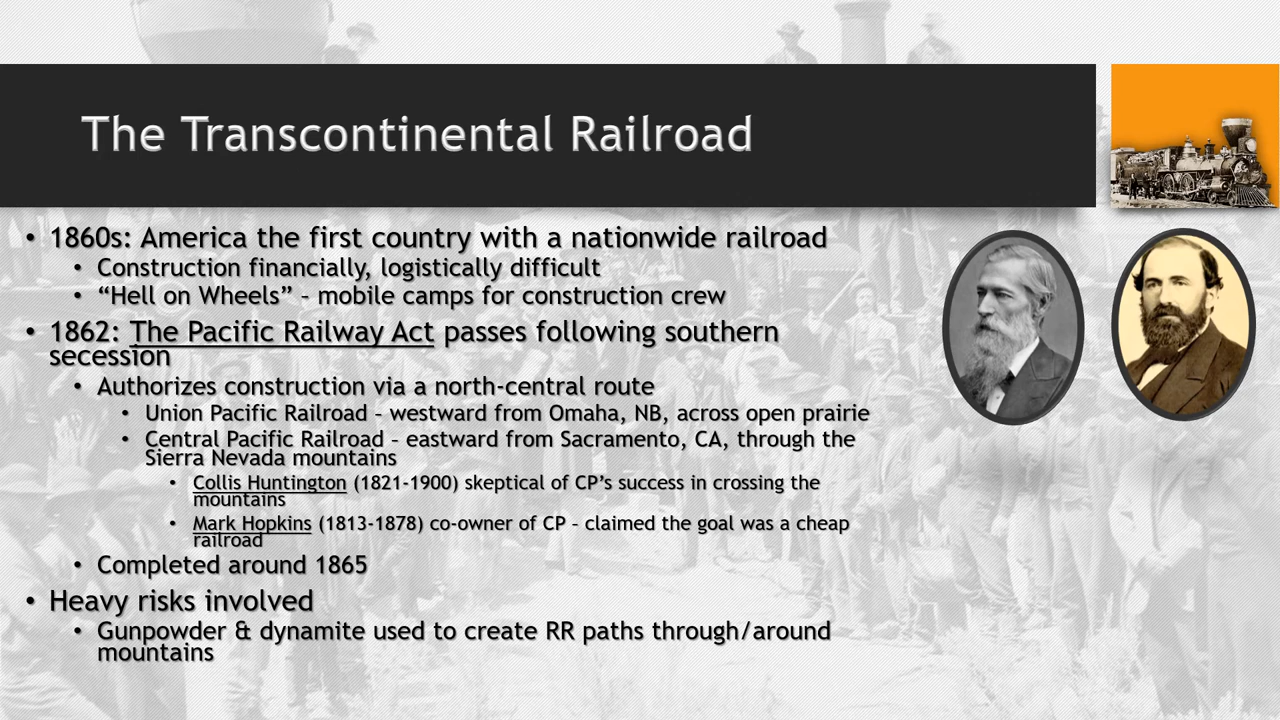 The Transcontinental Railroad
• 1860s: America the first country with a nationwide railroad
• Construction financially, logistically difficult
• “Hell on Wheels” – mobile camps for construction crew
• 1862: The Pacific Railway Act passes following southern
secession
• Authorizes construction via a north-central route
• Union Pacific Railroad – westward from Omaha, NB, across open prairie
• Central Pacific Railroad – eastward from Sacramento, CA, through the
Sierra Nevada mountains
• Collis Huntington (1821-1900) skeptical of CP’s success in crossing the
mountains
• Mark Hopkins (1813-1878) co-owner of CP – claimed the goal was a cheap
railroad
• Completed around 1865
• Heavy risks involved
• Gunpowder & dynamite used to create RR paths through/around
mountains